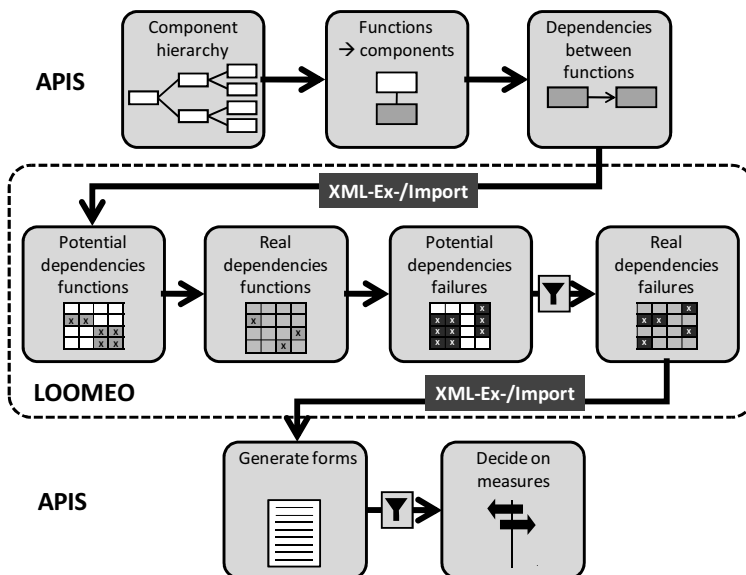 Component
hierarchy
Functions
→ components
Dependencies
between
functions
APIS
XML-Ex-/Import
Potential
dependencies
functions
x x
x x
x x
Real
dependencies
functions
x
x
x
Potential
dependencies
failures
x
x x x
x x x
x x
Real
dependencies
failures
x
x x
x
x
LOOMEO
XML-Ex-/Import
Generate forms
Decide on
measures
APIS